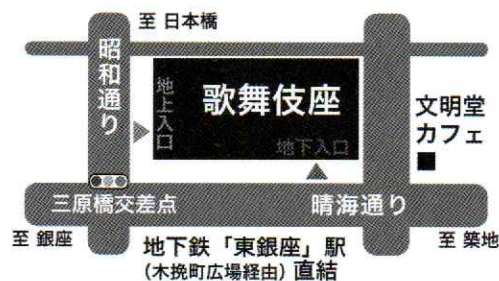 至 日本橋
昭和通り
地上入口
歌舞伎座
地下入口
文明堂
カフェ
三原橋交差点
晴海通り
至 銀座
至 築地
地下鉄「東銀座」駅
(木挽町広場経由) 直結